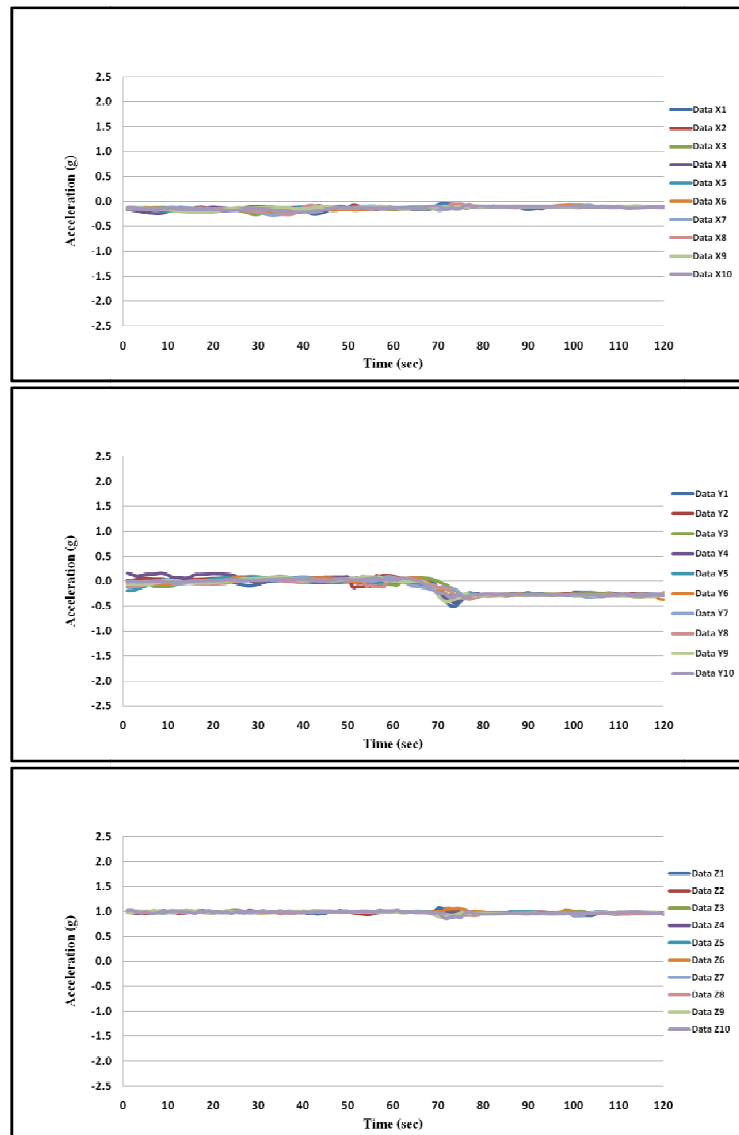 2.5
2.0
1.5
1.0
0.5
0.0
-0.5
-1.0
-1.5
-2.0
-2.5
Acceleration (g)
0 10 20 30 40 50 60 70 80 90 100 110 120
Time (sec)
Data X1
Data X2
Data X3
Data X4
Data X5
Data X6
Data X7
Data X8
Data X9
Data X10
2.5
2.0
1.5
1.0
0.5
0.0
-0.5
-1.0
-1.5
-2.0
-2.5
Acceleration (g)
0 10 20 30 40 50 60 70 80 90 100 110 120
Time (sec)
Data Y1
Data Y2
Data Y3
Data Y4
Data Y5
Data Y6
Data Y7
Data Y8
Data Y9
Data Y10
2.5
2.0
1.5
1.0
0.5
0.0
-0.5
-1.0
-1.5
-2.0
-2.5
Acceleration (g)
0 10 20 30 40 50 60 70 80 90 100 110 120
Time (sec)
Data Z1
Data Z2
Data Z3
Data Z4
Data Z5
Data Z6
Data Z7
Data Z8
Data Z9
Data Z10